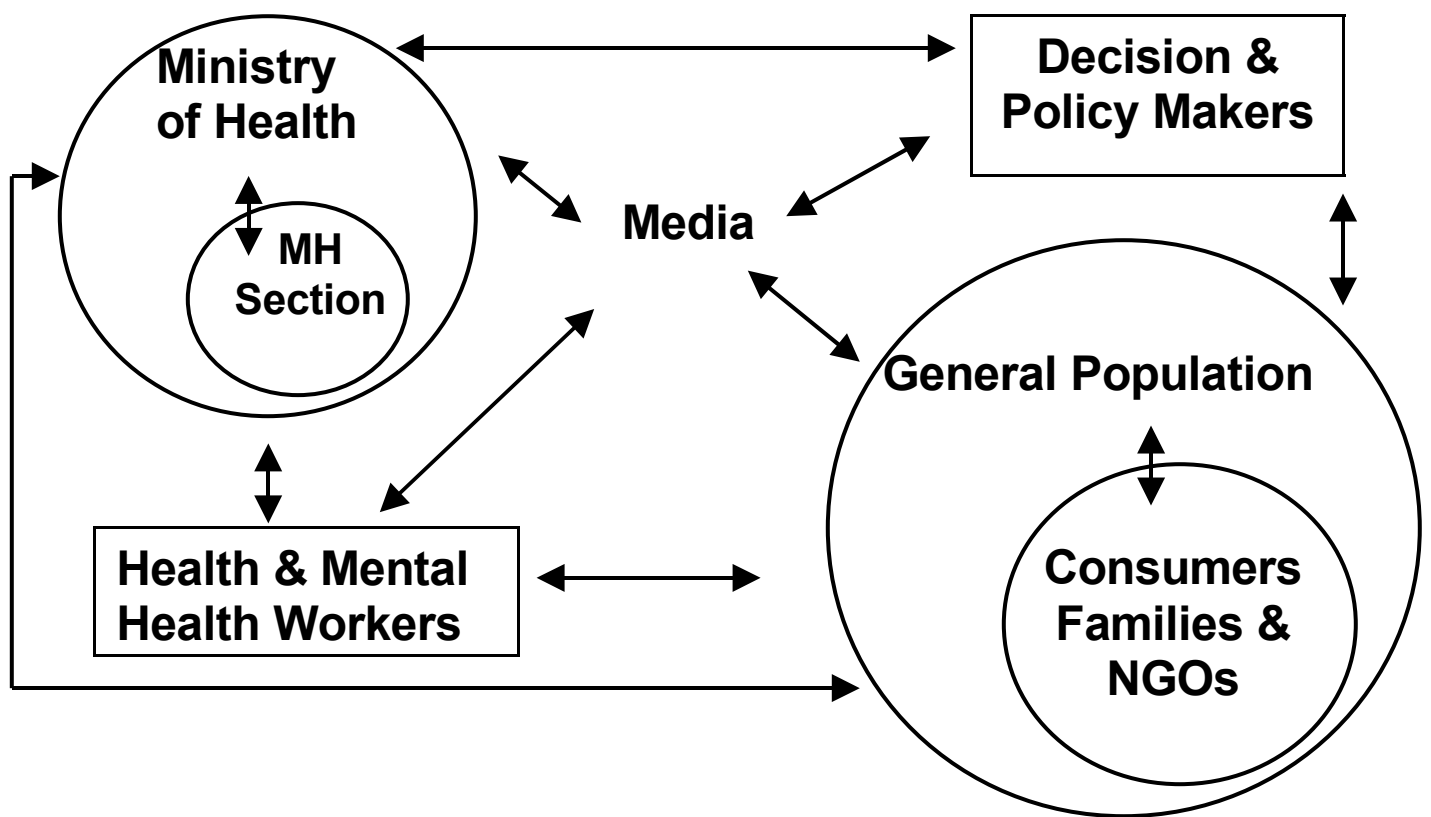 Ministry
of Health
MH
Section
Decision &
Policy Makers
Media
General Population
Health & Mental
Health Workers
Consumers
Families &
NGOs